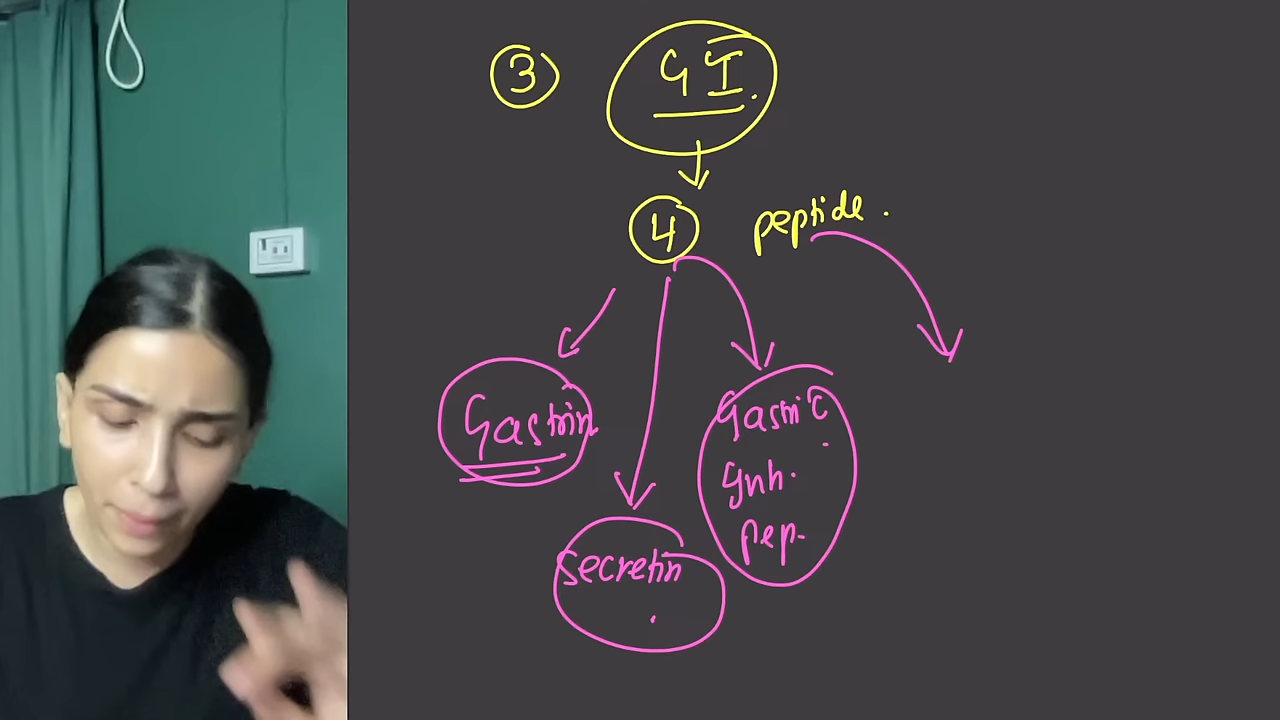 ③ GI.
④ peptide.
Gastrin
Gastric
Inh.
pep.
Secretin